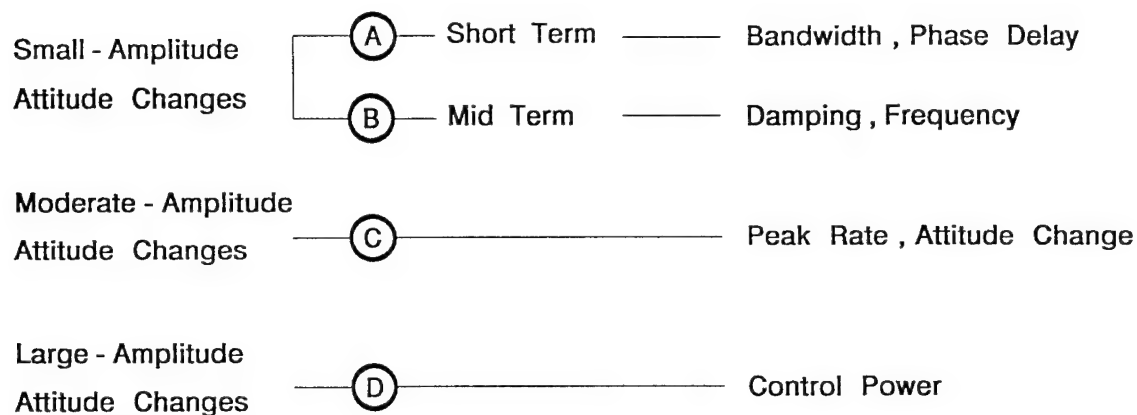 Small - Amplitude
Attitude Changes
A Short Term Bandwidth , Phase Delay
B Mid Term Damping , Frequency
Moderate - Amplitude
Attitude Changes
C Peak Rate , Attitude Change
Large - Amplitude
Attitude Changes
D Control Power